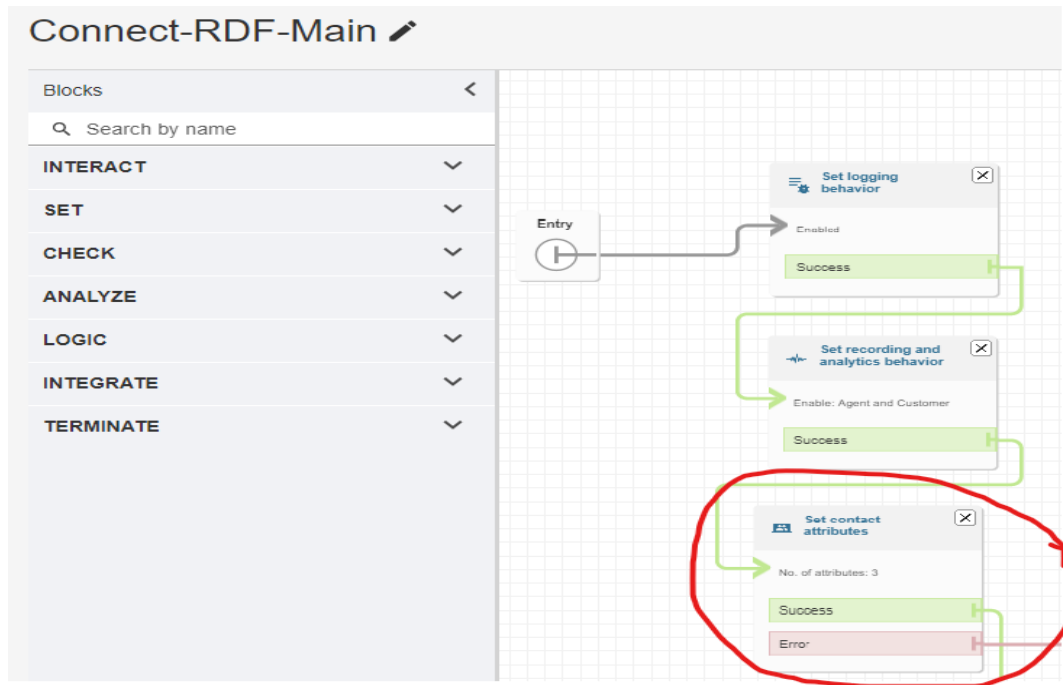 Connect-RDF-Main
Blocks
Search by name
INTERACT
SET
CHECK
ANALYZE
LOGIC
INTEGRATE
TERMINATE
Entry
Set logging
behavior
Enabled
Success
Set recording and
analytics behavior
Enable: Agent and Customer
Success
Set contact
attributes
No. of attributes: 3
Success
Error